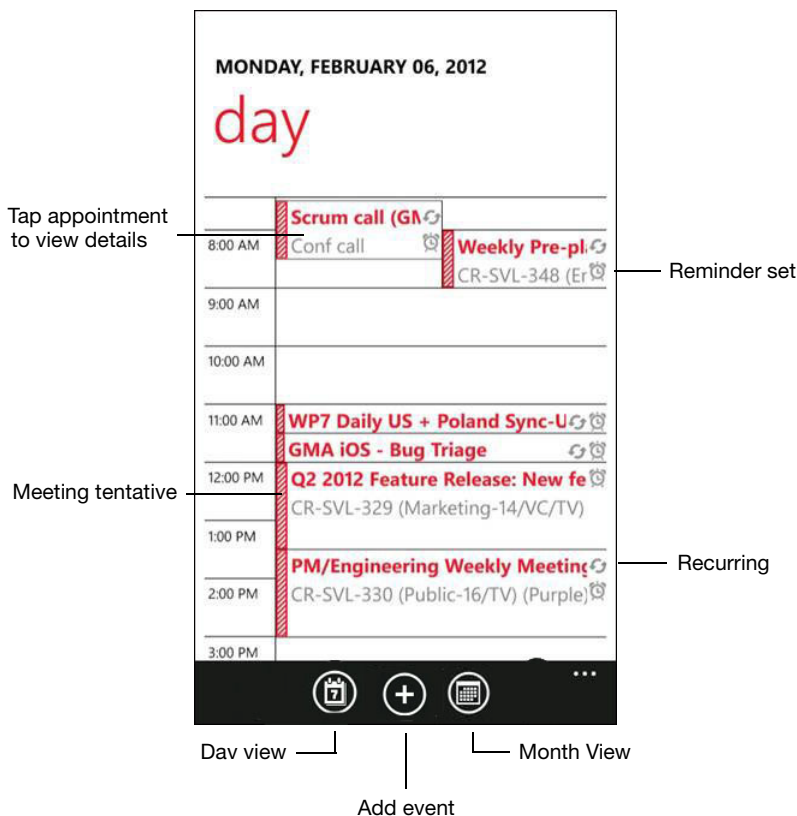 MONDAY, FEBRUARY 06, 2012
day
Tap appointment
to view details
Scrum call (GM
8:00 AM
Conf call
Weekly Pre-pl
CR-SVL-348 (Er
Reminder set
9:00 AM
10:00 AM
11:00 AM
WP7 Daily US + Poland Sync-U
GMA iOS - Bug Triage
12:00 PM
Q2 2012 Feature Release: New fe
Meeting tentative
CR-SVL-329 (Marketing-14/VC/TV)
1:00 PM
PM/Engineering Weekly Meeting
Recurring
2:00 PM
CR-SVL-330 (Public-16/TV) (Purple)
3:00 PM
7
Dav view
Month View
Add event